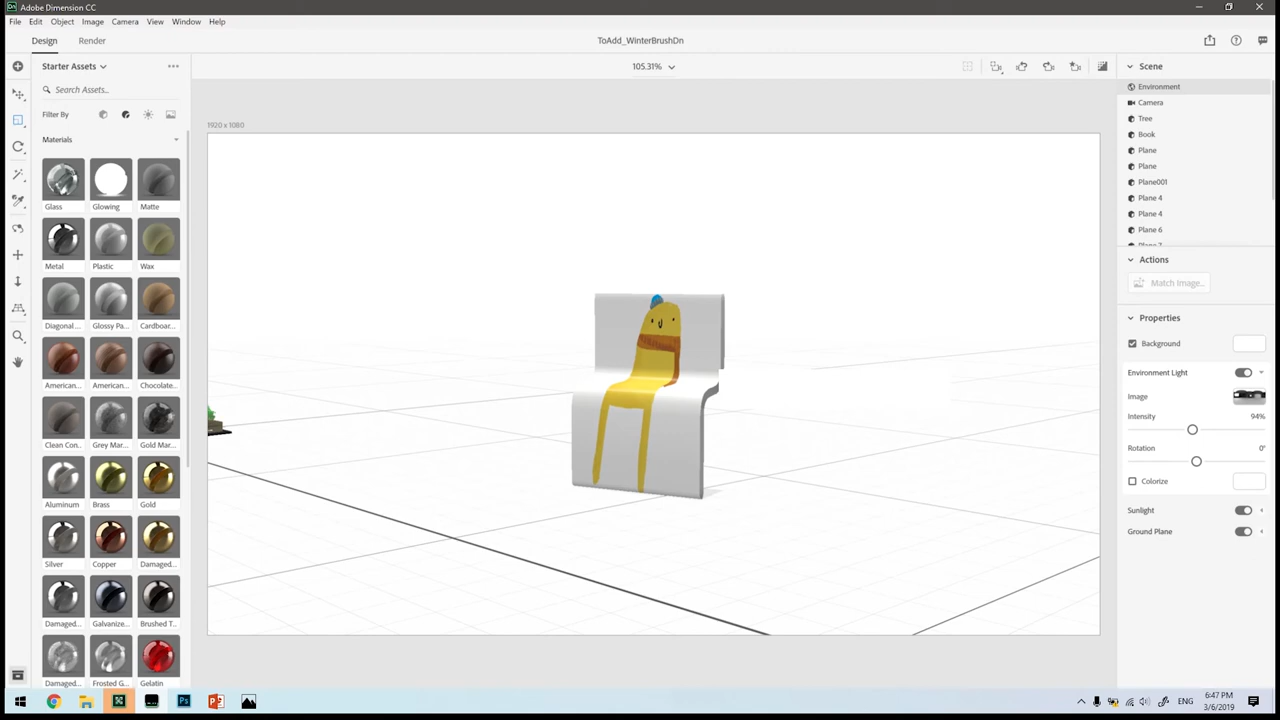 Dn Adobe Dimension CC
File Edit Object Image Camera View Window Help
Design Render ToAdd_WinterBrushDn
Starter Assets 105.31% Scene
Search Assets... Environment
Camera
Filter By Tree
1920 x 1080
Book
Materials
Plane
Plane
Plane001
Glass Glowing Matte
Plane 4
Plane 4
Plane 6
Metal Plastic Wax
Actions
Match Image...
Diagonal... Glossy Pa... Cardboar...
Properties
Background
American... American... Chocolate...
Environment Light
Image
Intensity 94%
Clean Con... Grey Mar... Gold Mar...
Rotation 0°
Colorize
Aluminum Brass Gold
Sunlight
Ground Plane
Silver Copper Damaged...
Damaged... Galvanize... Brushed T...
Damaged... Frosted G... Gelatin
Ps P ENG 6:47 PM
3/6/2019